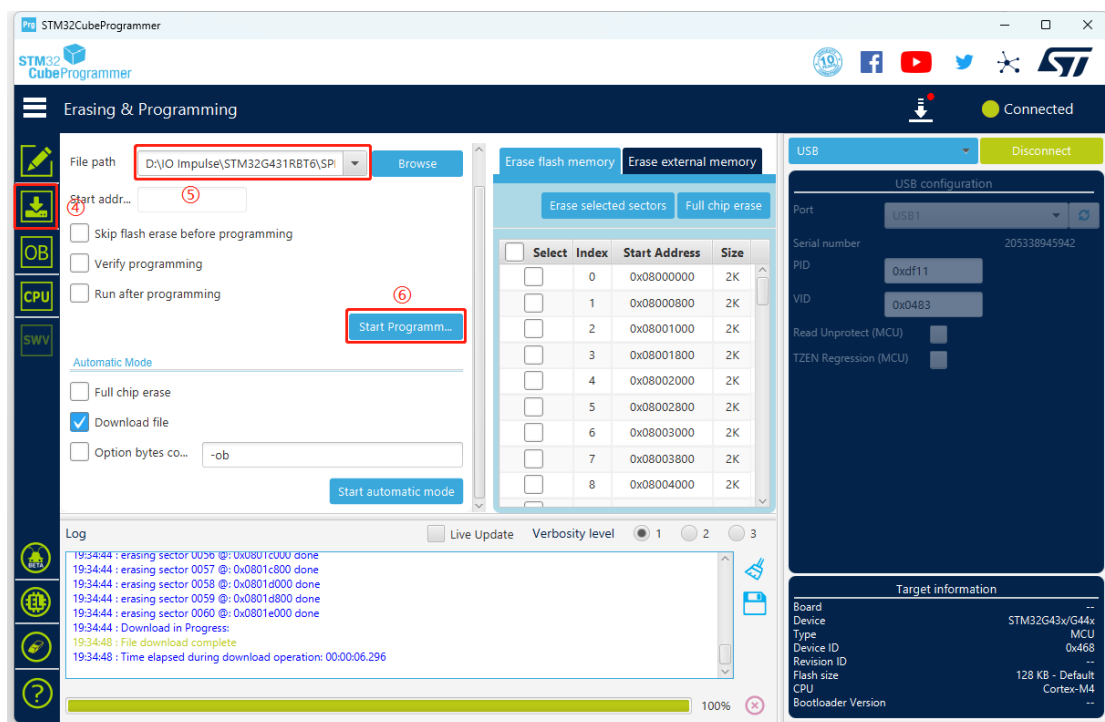 STM32CubeProgrammer
STM32
CubeProgrammer
Erasing & Programming
Connected
File path
D:\IO Impulse\STM32G431RBT6\SPI
Browse
⑤
Start addr...
④
Skip flash erase before programming
Verify programming
Run after programming
⑥
Start Programm...
Automatic Mode
Full chip erase
Download file
Option bytes co...
-ob
Start automatic mode
OB
CPU
SWV
Erase flash memory
Erase external memory
Erase selected sectors
Full chip erase
Select Index Start Address Size
0 0x08000000 2K
1 0x08000800 2K
2 0x08001000 2K
3 0x08001800 2K
4 0x08002000 2K
5 0x08002800 2K
6 0x08003000 2K
7 0x08003800 2K
8 0x08004000 2K
USB
Disconnect
USB configuration
Port
USB1
Serial number 205338945942
PID
0xdf11
VID
0x0483
Read Unprotect (MCU)
TZEN Regression (MCU)
Log
Live Update Verbosity level 1 2 3
19:34:44 : erasing sector 0056 @: 0x0801c000 done
19:34:44 : erasing sector 0057 @: 0x0801c800 done
19:34:44 : erasing sector 0058 @: 0x0801d000 done
19:34:44 : erasing sector 0059 @: 0x0801d800 done
19:34:44 : erasing sector 0060 @: 0x0801e000 done
19:34:44 : Download in Progress:
19:34:48 : File download complete
19:34:48 : Time elapsed during download operation: 00:00:06.296
100%
BETA
Target information
Board --
Device STM32G43x/G44x
Type MCU
Device ID 0x468
Revision ID --
Flash size 128 KB - Default
CPU Cortex-M4
Bootloader Version --